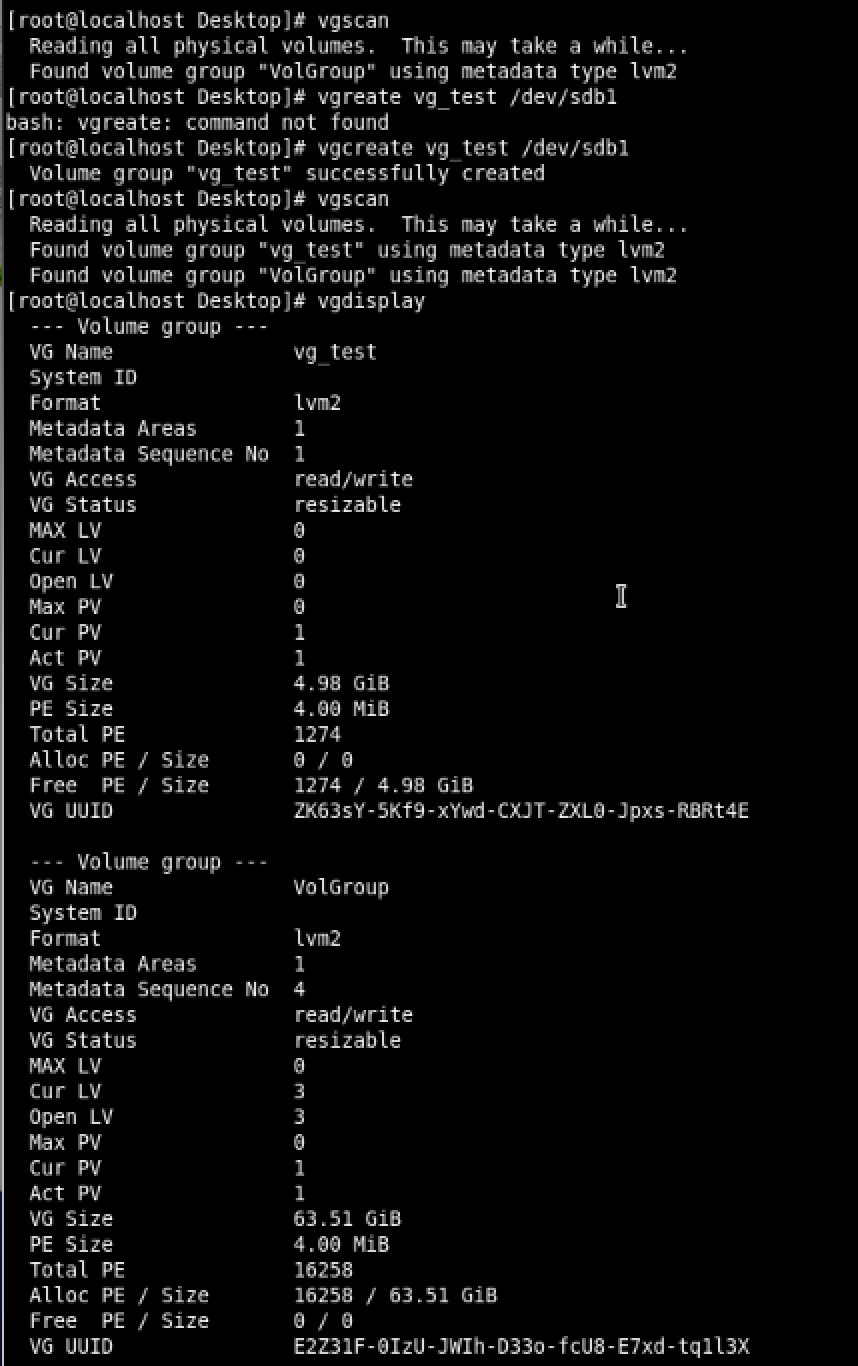 [root@localhost Desktop]# vgscan
  Reading all physical volumes.  This may take a while...
  Found volume group "VolGroup" using metadata type lvm2
[root@localhost Desktop]# vgreate vg_test /dev/sdb1
bash: vgreate: command not found
[root@localhost Desktop]# vgcreate vg_test /dev/sdb1
  Volume group "vg_test" successfully created
[root@localhost Desktop]# vgscan
  Reading all physical volumes.  This may take a while...
  Found volume group "vg_test" using metadata type lvm2
  Found volume group "VolGroup" using metadata type lvm2
[root@localhost Desktop]# vgdisplay
  --- Volume group ---
  VG Name               vg_test
  System ID
  Format                lvm2
  Metadata Areas        1
  Metadata Sequence No  1
  VG Access             read/write
  VG Status             resizable
  MAX LV                0
  Cur LV                0
  Open LV               0
  Max PV                0
  Cur PV                1
  Act PV                1
  VG Size               4.98 GiB
  PE Size               4.00 MiB
  Total PE              1274
  Alloc PE / Size       0 / 0
  Free  PE / Size       1274 / 4.98 GiB
  VG UUID               ZK63sY-5Kf9-xYwd-CXJT-ZXL0-Jpxs-RBRt4E

  --- Volume group ---
  VG Name               VolGroup
  System ID
  Format                lvm2
  Metadata Areas        1
  Metadata Sequence No  4
  VG Access             read/write
  VG Status             resizable
  MAX LV                0
  Cur LV                3
  Open LV               3
  Max PV                0
  Cur PV                1
  Act PV                1
  VG Size               63.51 GiB
  PE Size               4.00 MiB
  Total PE              16258
  Alloc PE / Size       16258 / 63.51 GiB
  Free  PE / Size       0 / 0
  VG UUID               E2Z31F-0IzU-JWIh-D33o-fcU8-E7xd-tq1l3X